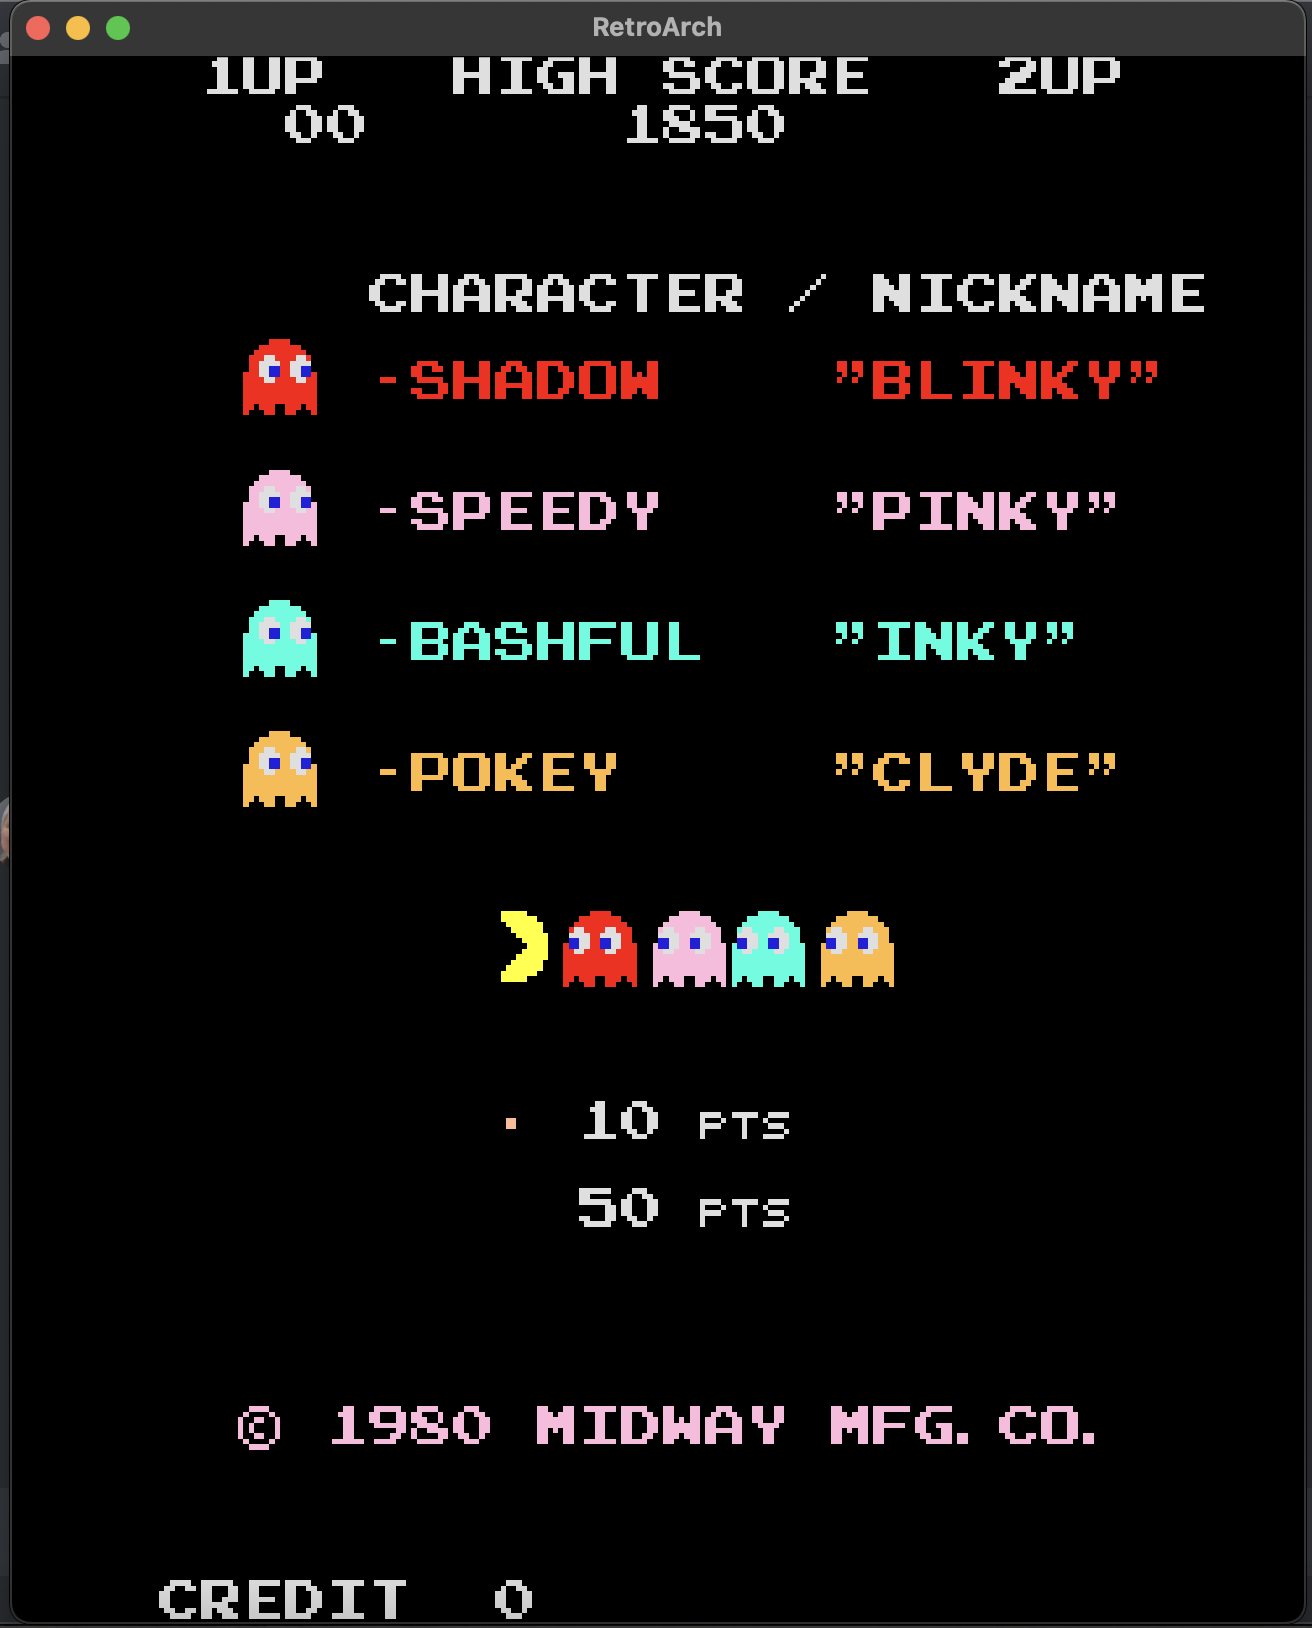 RetroArch
1UP HIGH SCORE 2UP
00 1850
CHARACTER / NICKNAME
-SHADOW "BLINKY"
-SPEEDY "PINKY"
-BASHFUL "INKY"
-POKEY "CLYDE"
10 PTS
50 PTS
© 1980 MIDWAY MFG. CO.
CREDIT 0